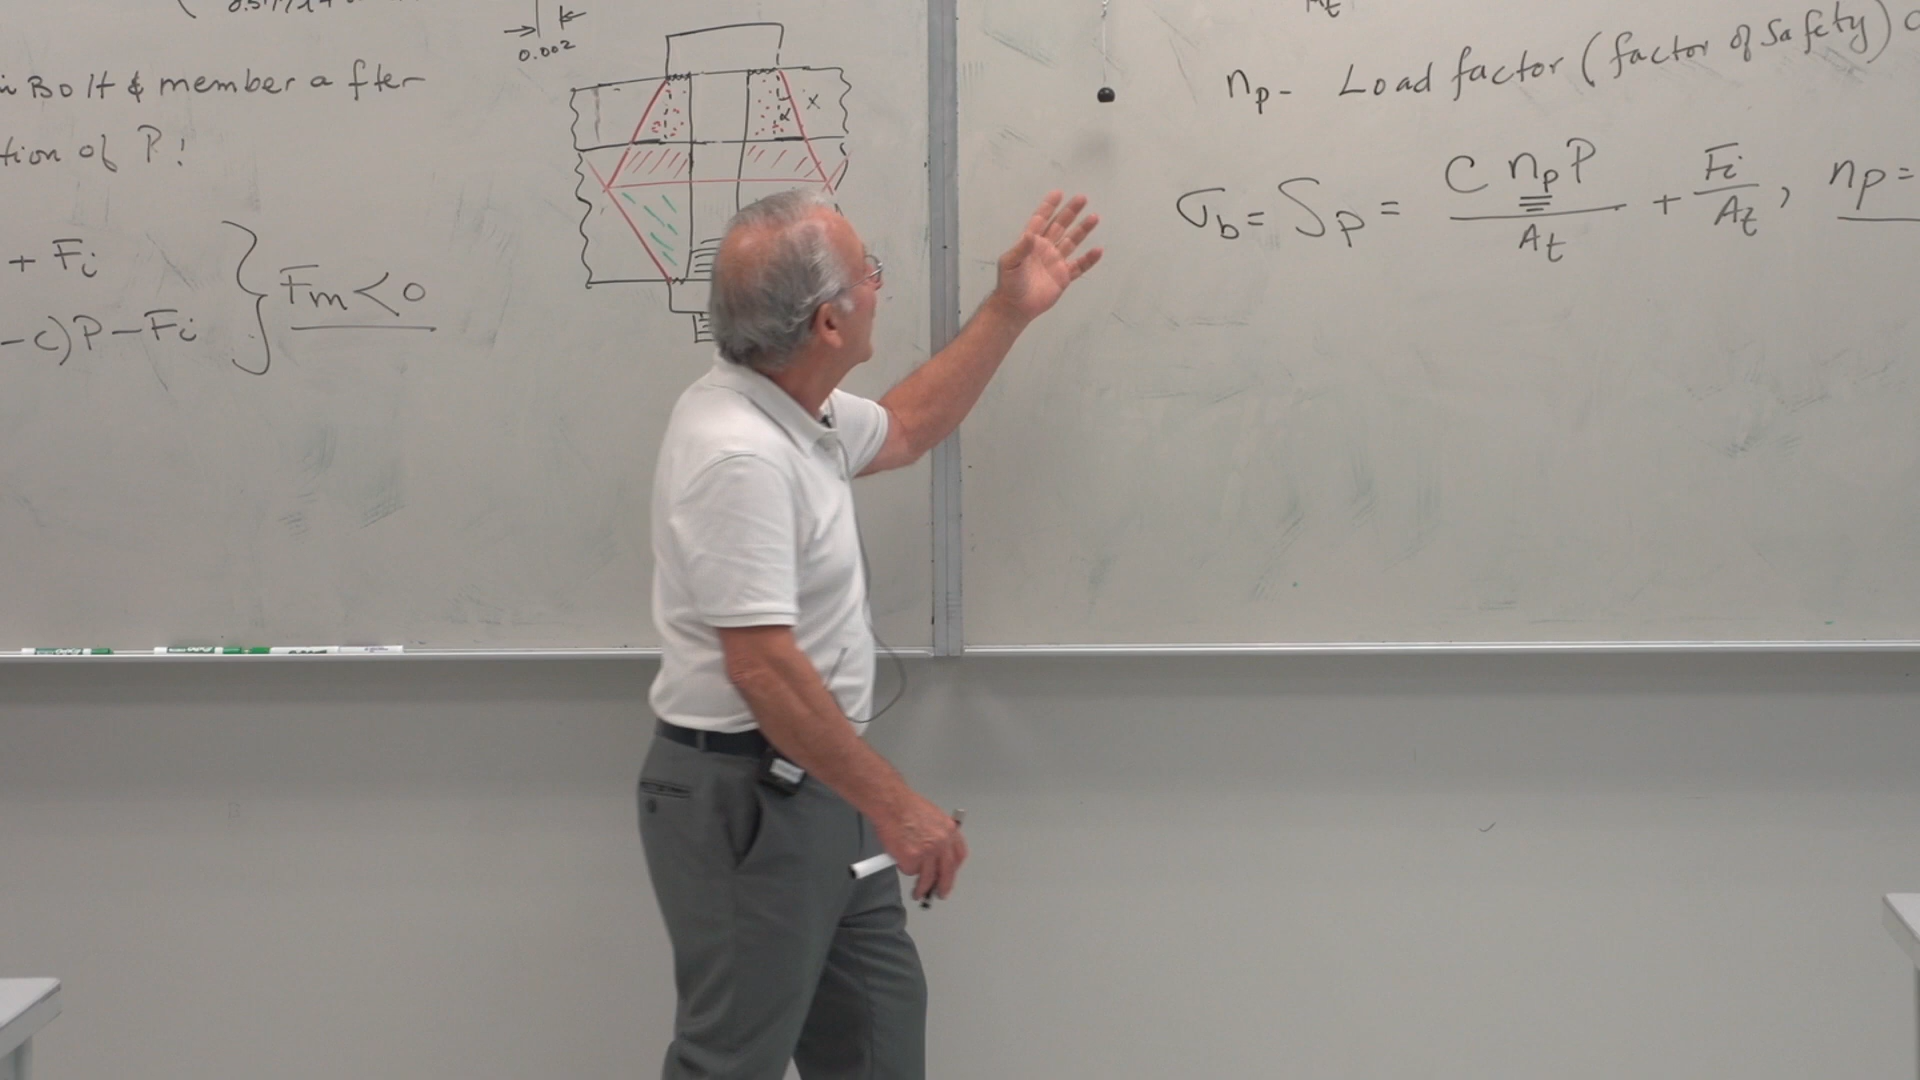 0.002
in Bolt & member after
tion of P!
+ Fi
-c)P-Fi } Fm<0
x
α
At
np- Load factor (factor of Safety)
σb= Sp = C np P / At + Fi / At , np =